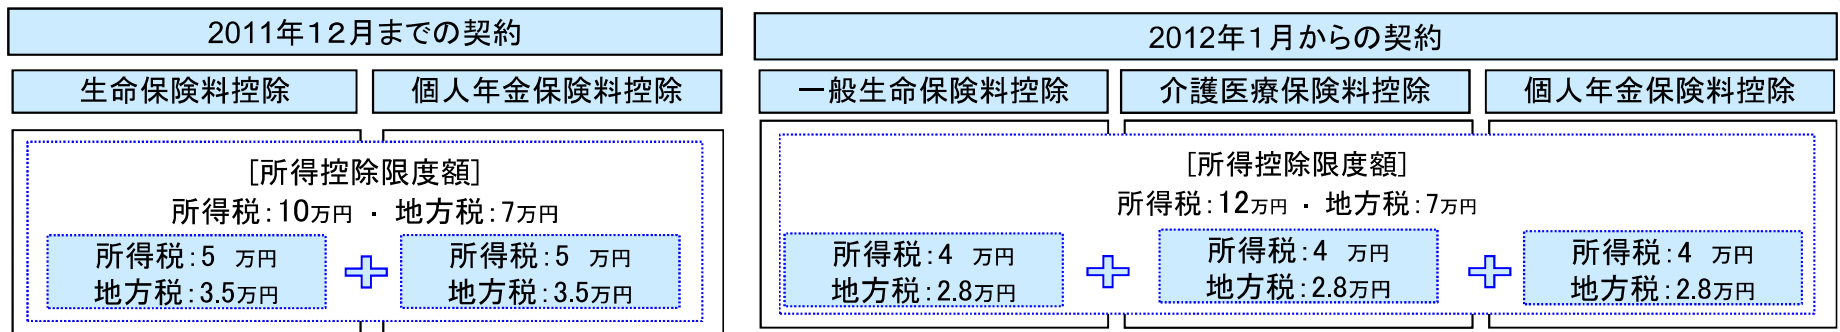 2011年１２月までの契約
生命保険料控除
個人年金保険料控除
[所得控除限度額]
所得税：10万円 ・ 地方税：7万円
所得税：5 万円
地方税：3.5万円
所得税：5 万円
地方税：3.5万円
2012年１月からの契約
一般生命保険料控除
介護医療保険料控除
個人年金保険料控除
[所得控除限度額]
所得税：12万円 ・ 地方税：7万円
所得税：4 万円
地方税：2.8万円
所得税：4 万円
地方税：2.8万円
所得税：4 万円
地方税：2.8万円